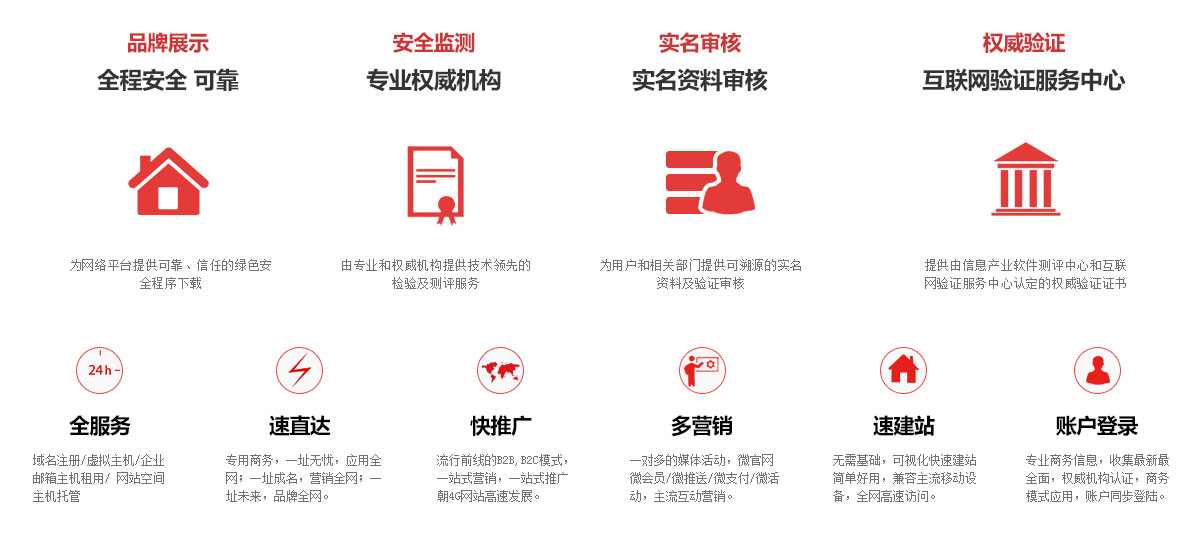 品牌展示
全程安全 可靠
为网络平台提供可靠、信任的绿色安
全程序下载
安全监测
专业权威机构
由专业和权威机构提供技术领先的
检验及测评服务
实名审核
实名资料审核
为用户和相关部门提供可溯源的实名
资料及验证审核
权威验证
互联网验证服务中心
提供由信息产业软件测评中心和互联
网验证服务中心认定的权威验证证书
24h
全服务
域名注册/虚拟主机/企业
邮箱主机租用/ 网站空间
主机托管
速直达
专用商务，一址无忧，应用全
网；一址成名，营销全网；一
址未来，品牌全网。
快推广
流行前线的B2B,B2C模式，
一站式营销，一站式推广
朝4G网站高速发展。
多营销
一对多的媒体活动，微官网
微会员/微推送/微支付/微活
动，主流互动营销。
速建站
无需基础，可视化快速建站
简单好用，兼容主流移动设
备，全网高速访问。
账户登录
专业商务信息，收集最新最
全面，权威机构认证，商务
模式应用，账户同步登陆。